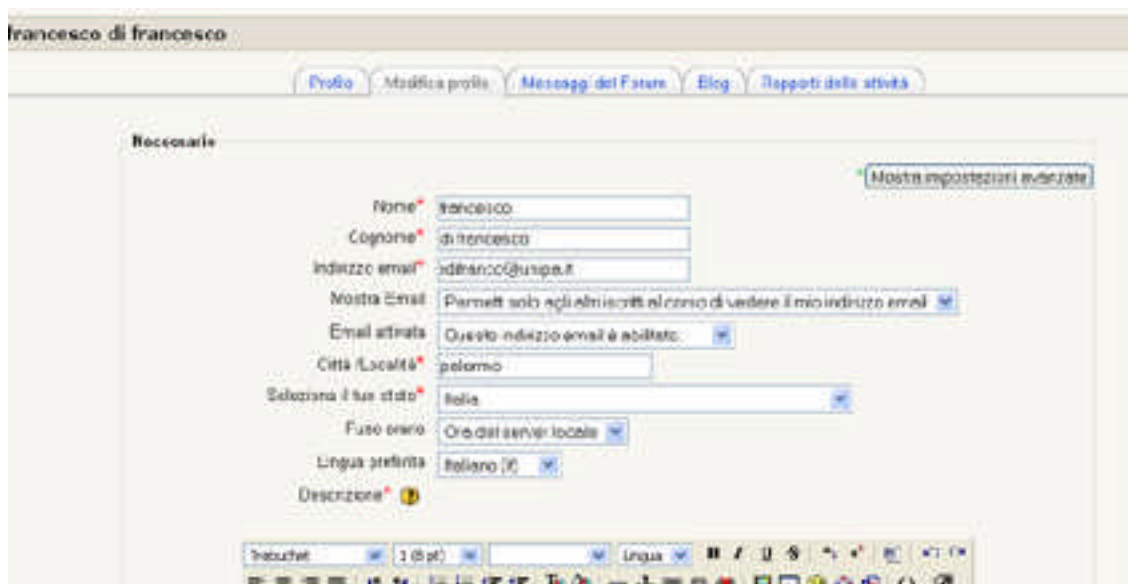 francesco di francesco
Profilo Modifica profilo Messaggi del Forum Blog Rapporti delle attività
Necessario
*Mostra impostazioni avanzate
Nome* francesco
Cognome* di francesco
Indirizzo email* idifranco@unipa.it
Mostra Email Permetti solo agli altri iscritti al corso di vedere il mio indirizzo email
Email attivata Questo indirizzo email è abilitato.
Città /Località* palermo
Seleziona il tuo stato* Italia
Fuso orario Ora del server locale
Lingua preferita Italiano (it)
Descrizione*
Trebuchet 1 (8 pt) Lingua B I U S